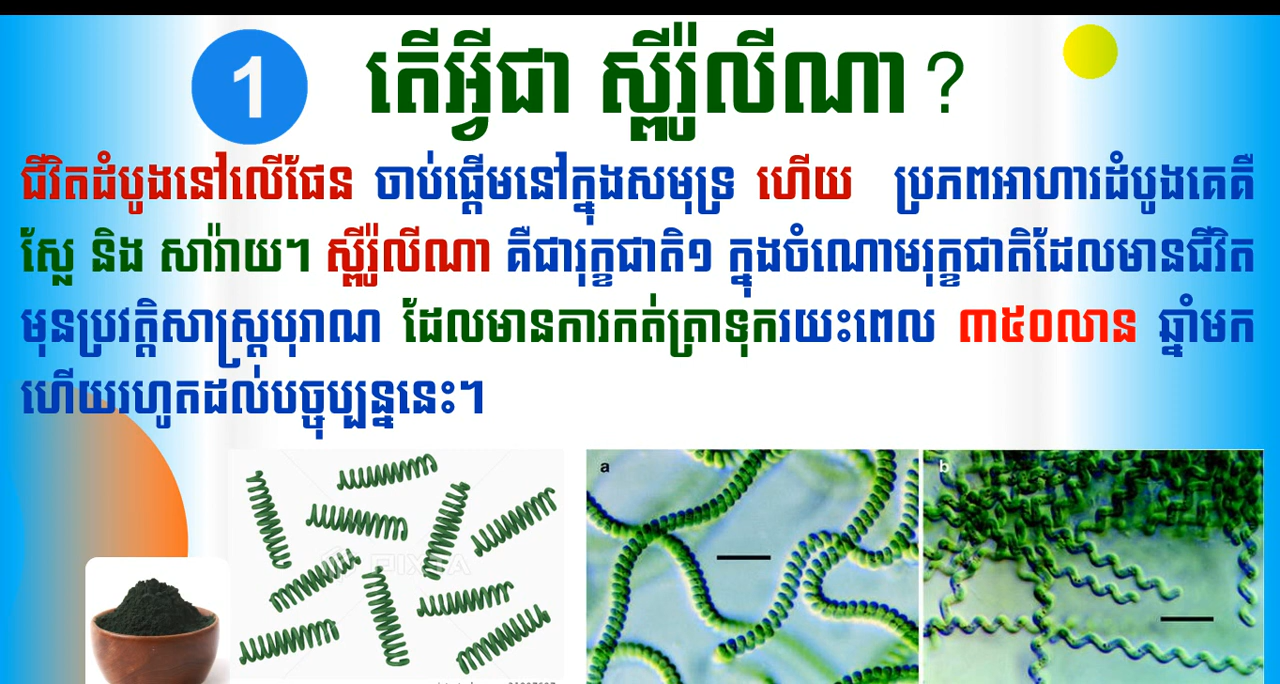 1 តើអ្វីជា ស្ពីរ៉ូលីណា ?
ជីវិតដំបូងនៅលើផែន ចាប់ផ្តើមនៅក្នុងសមុទ្រ ហើយ ប្រភពអាហារដំបូងគេគឺ
ស្លែ និង សារ៉ាយ។ ស្ពីរ៉ូលីណា គឺជារុក្ខជាតិ១ ក្នុងចំណោមរុក្ខជាតិដែលមានជីវិត
មុនប្រវត្តិសាស្ត្របុរាណ ដែលមានការកត់ត្រាទុករយះពេល ៣៥០លាន ឆ្នាំមក
ហើយរហូតដល់បច្ចុប្បន្ននេះ។
a
b
PIXTA